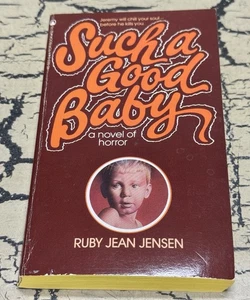 Jeremy will chill your soul...
before he kills you.
Such a
Good
Baby
a novel of
horror
RUBY JEAN JENSEN